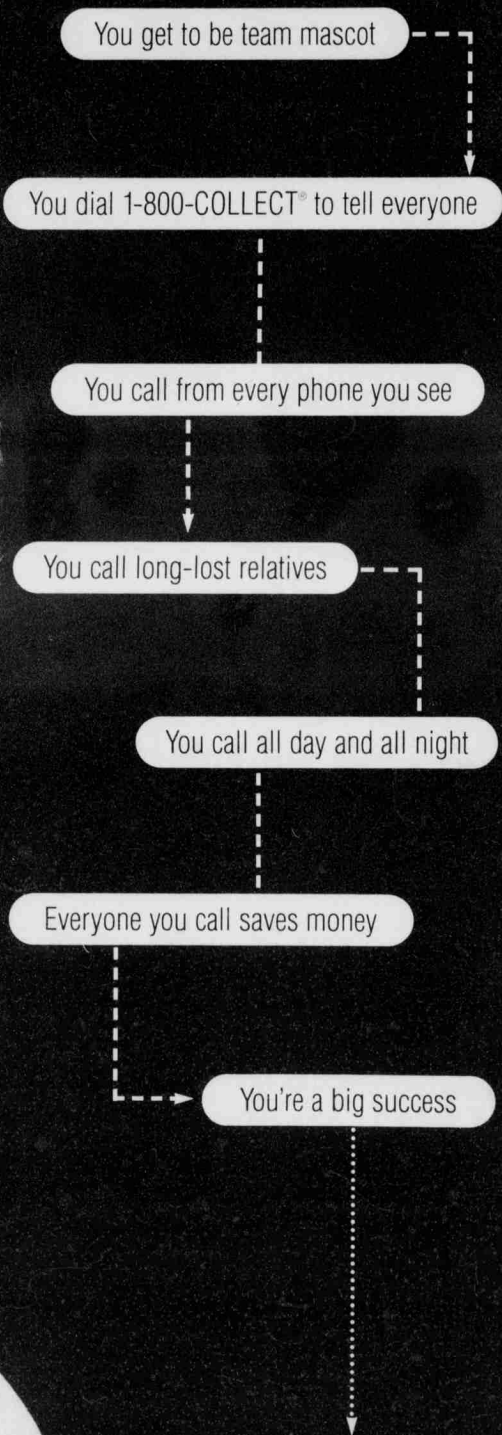 You get to be team mascot
You dial 1-800-COLLECT® to tell everyone
You call from every phone you see
You call long-lost relatives
You call all day and all night
Everyone you call saves money
You're a big success